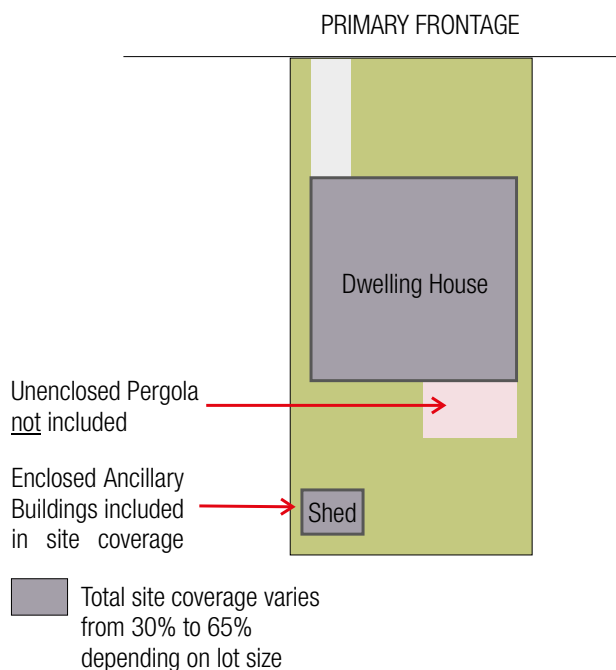 PRIMARY FRONTAGE
Dwelling House
Unenclosed Pergola
not included
Enclosed Ancillary
Buildings included
in site coverage
Shed
Total site coverage varies
from 30% to 65%
depending on lot size